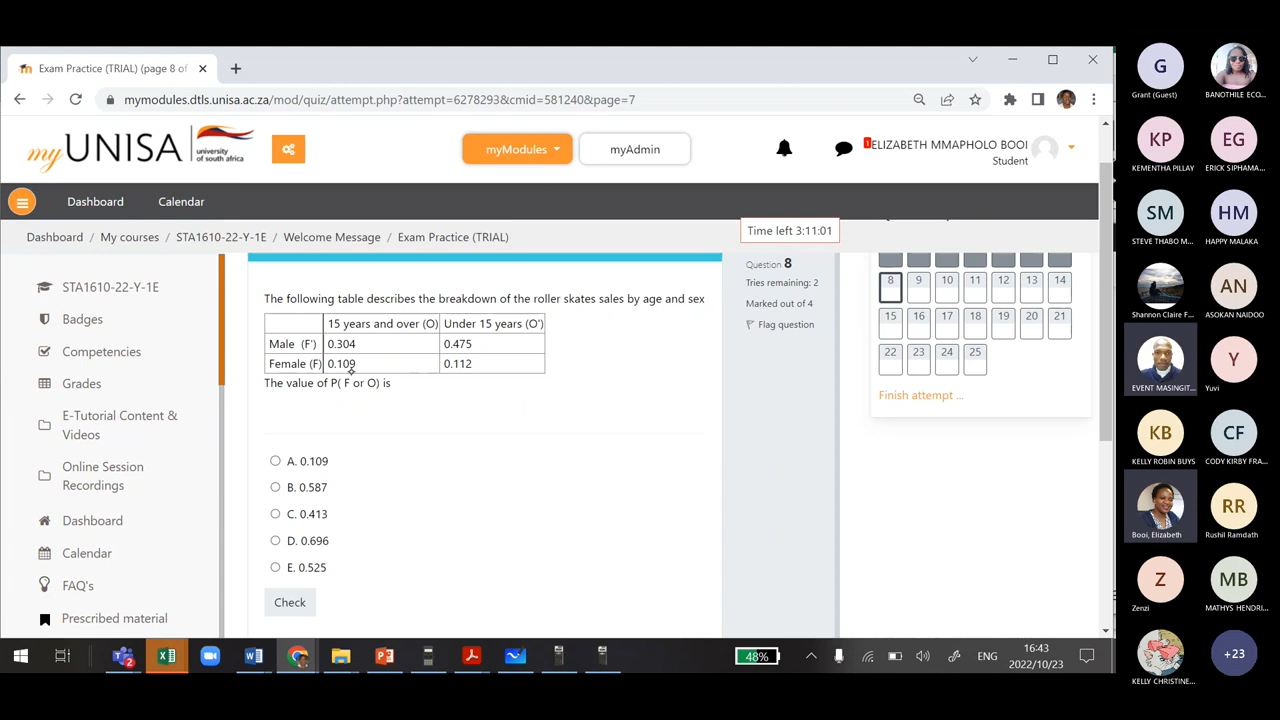 Exam Practice (TRIAL) (page 8 of
mymodules.dtls.unisa.ac.za/mod/quiz/attempt.php?attempt=6278293&cmid=581240&page=7
my UNISA
university
of south africa
myModules
myAdmin
1
ELIZABETH MMAPHOLO BOOI
Student
Dashboard
Calendar
Dashboard / My courses / STA1610-22-Y-1E / Welcome Message / Exam Practice (TRIAL)
Time left 3:11:01
STA1610-22-Y-1E
Badges
Competencies
Grades
E-Tutorial Content &
Videos
Online Session
Recordings
Dashboard
Calendar
FAQ's
Prescribed material
The following table describes the breakdown of the roller skates sales by age and sex
15 years and over (O) Under 15 years (O')
Male (F') 0.304 0.475
Female (F) 0.109 0.112
The value of P( F or O) is
A. 0.109
B. 0.587
C. 0.413
D. 0.696
E. 0.525
Check
Question 8
Tries remaining: 2
Marked out of 4
Flag question
8 9 10 11 12 13 14
15 16 17 18 19 20 21
22 23 24 25
Finish attempt ...
2
48%
ENG
16:43
2022/10/23
G
Grant (Guest)
BANOTHILE ECO...
KP
KEMENTHA PILLAY
EG
ERICK SIPHAMA...
SM
STEVE THABO M...
HM
HAPPY MALAKA
Shannon Claire F...
AN
ASOKAN NAIDOO
EVENT MASINGIT...
Y
Yuvi
KB
KELLY ROBIN BUYS
CF
CODY KIRBY FRA...
Booi, Elizabeth
RR
Rushil Ramdath
Z
Zenzi
MB
MATHYS HENDRI...
KELLY CHRISTINE...
+23